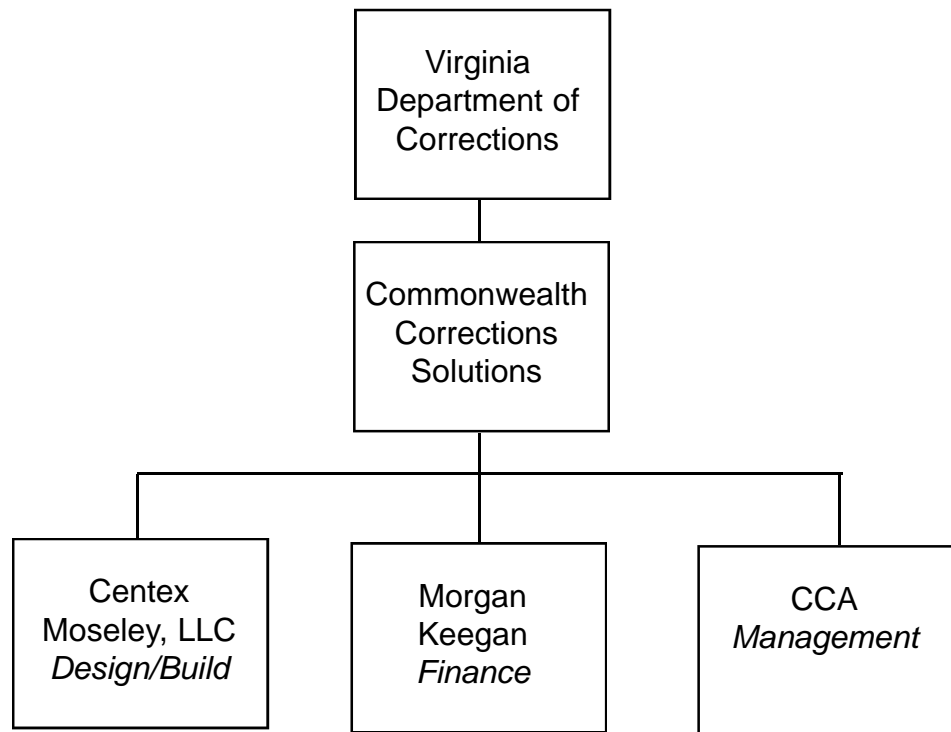 Virginia
Department of
Corrections
Commonwealth
Corrections
Solutions
Centex
Moseley, LLC
Design/Build
Morgan
Keegan
Finance
CCA
Management